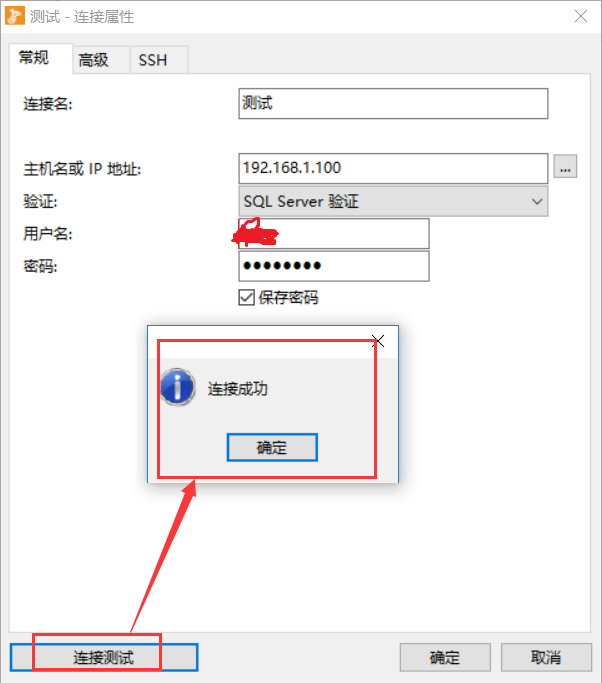 测试 - 连接属性
常规 高级 SSH
连接名: 测试
主机名或 IP 地址: 192.168.1.100 ...
验证: SQL Server 验证
用户名:
密码: ●●●●●●●●
保存密码
连接成功
确定
连接测试 确定 取消